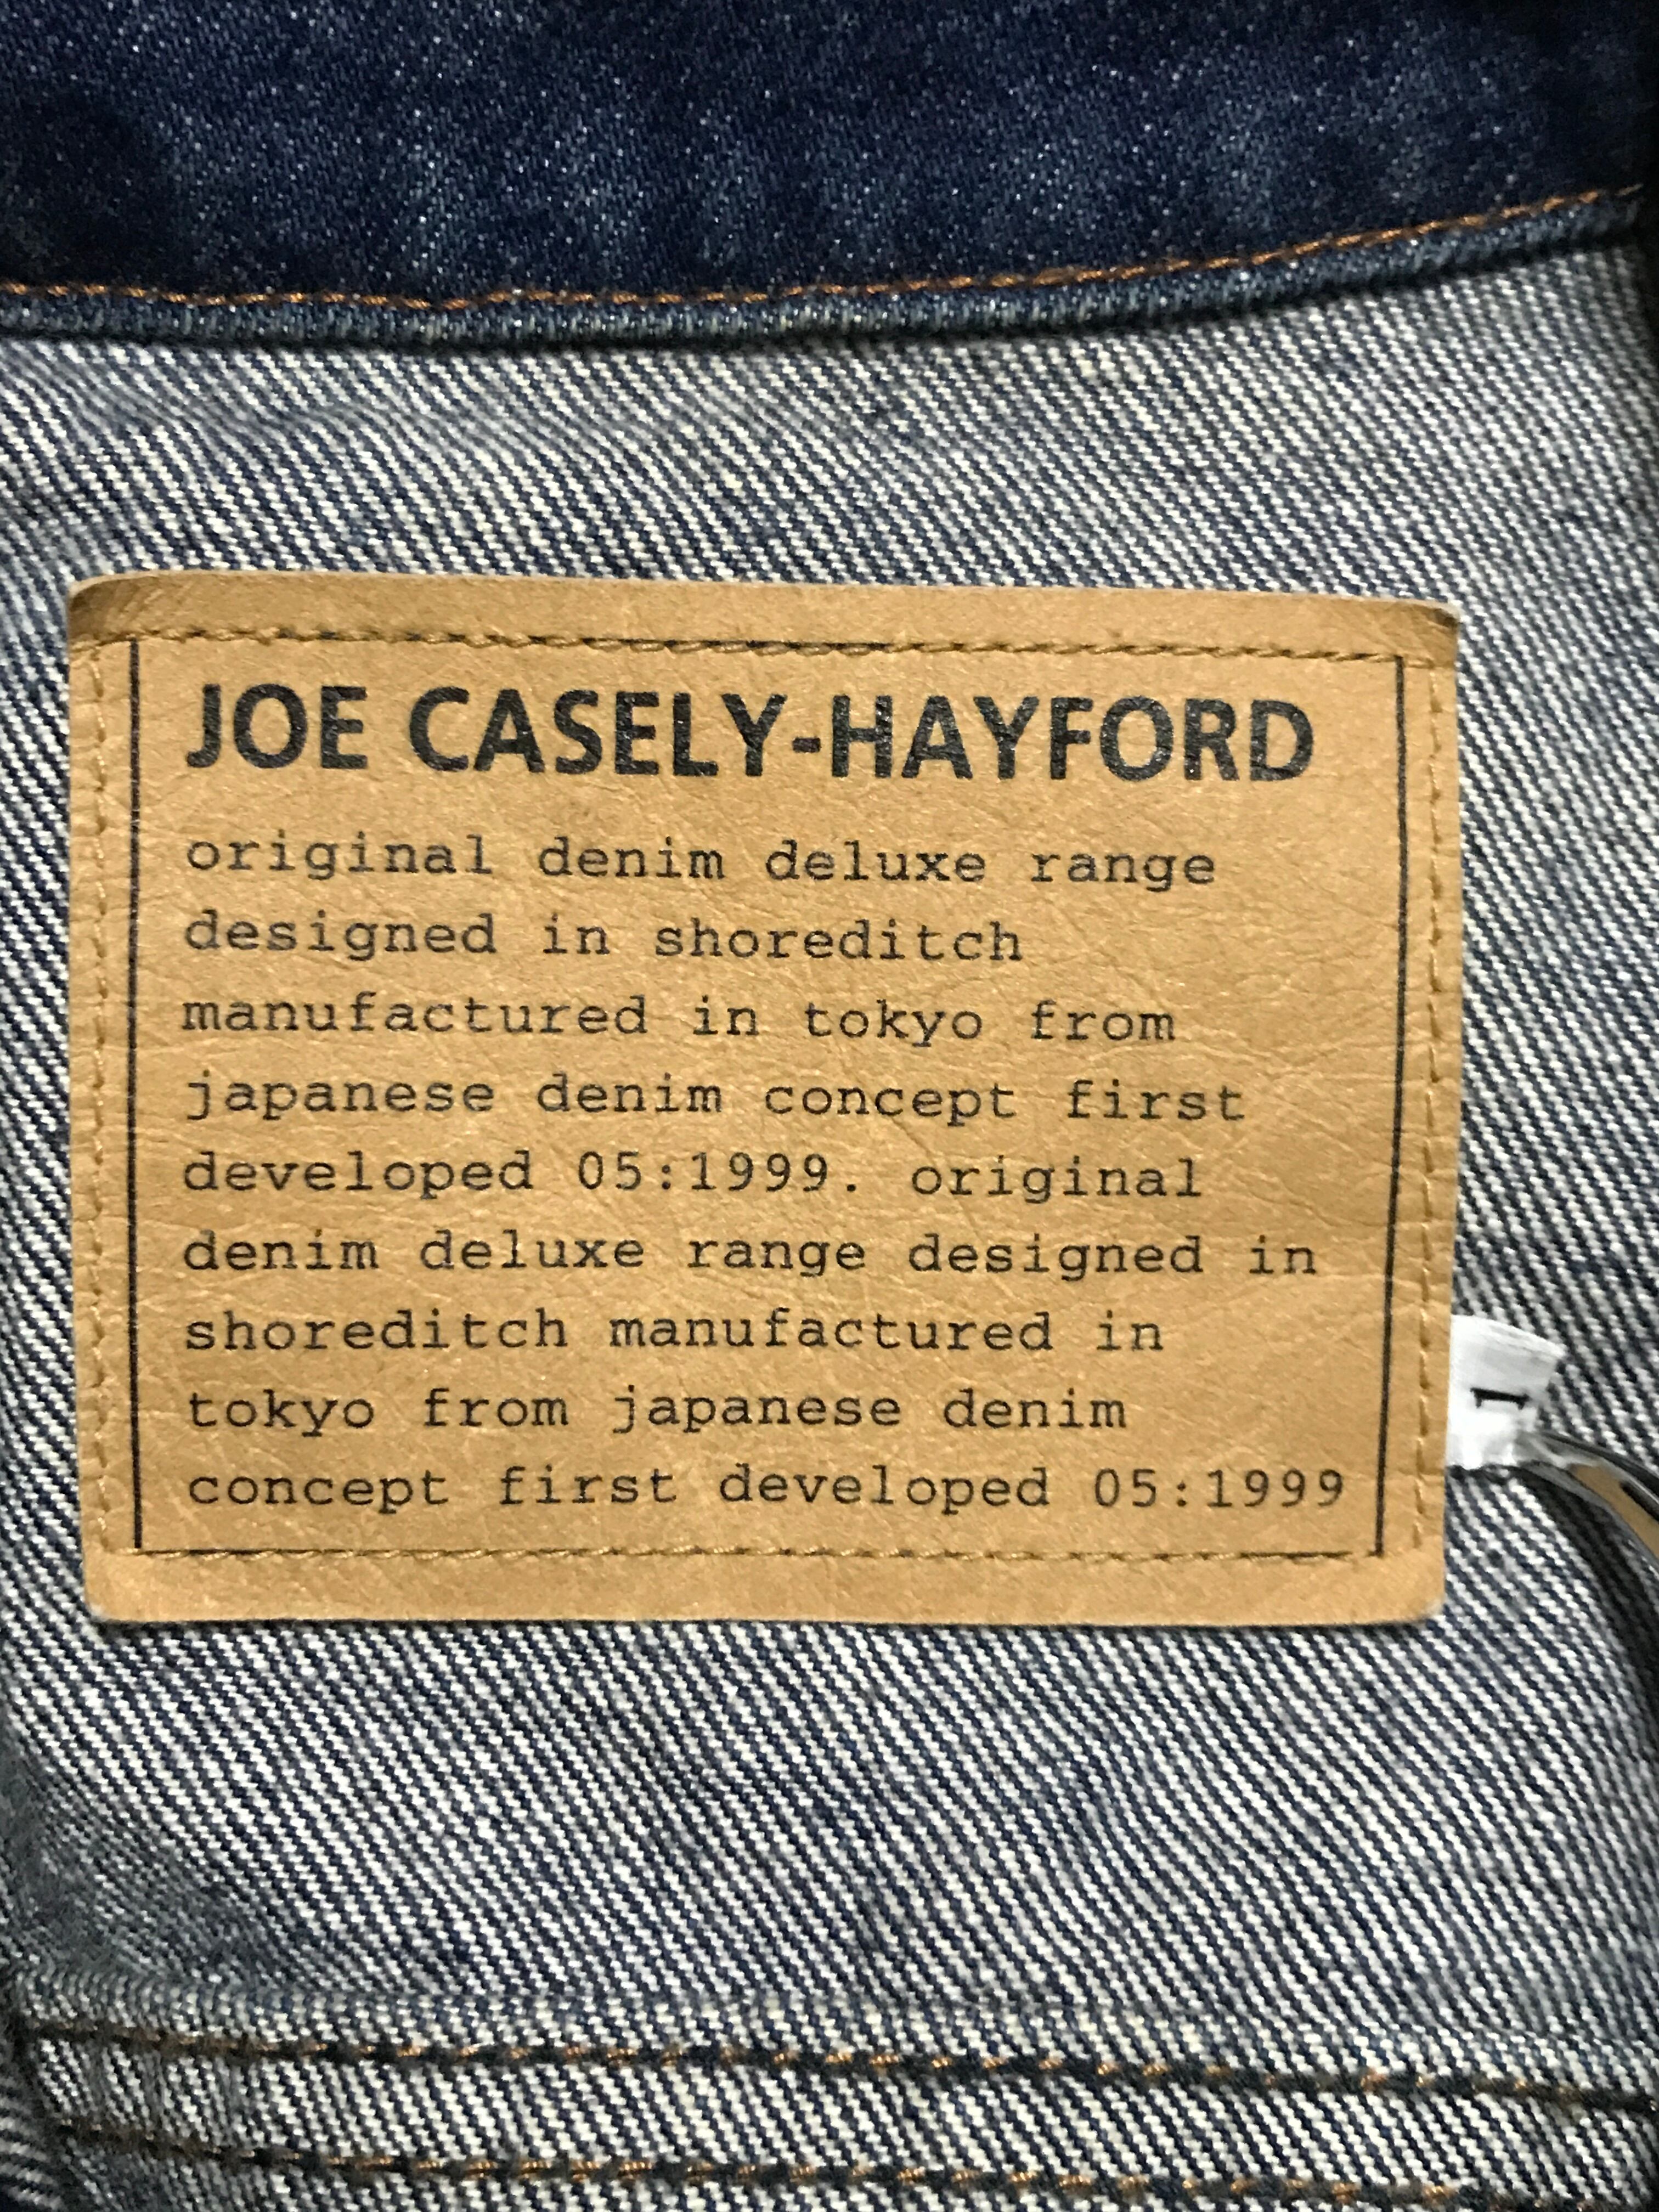 JOE CASELY-HAYFORD
original denim deluxe range
designed in shoreditch
manufactured in tokyo from
japanese denim concept first
developed 05:1999. original
denim deluxe range designed in
shoreditch manufactured in
tokyo from japanese denim
concept first developed 05:1999
1